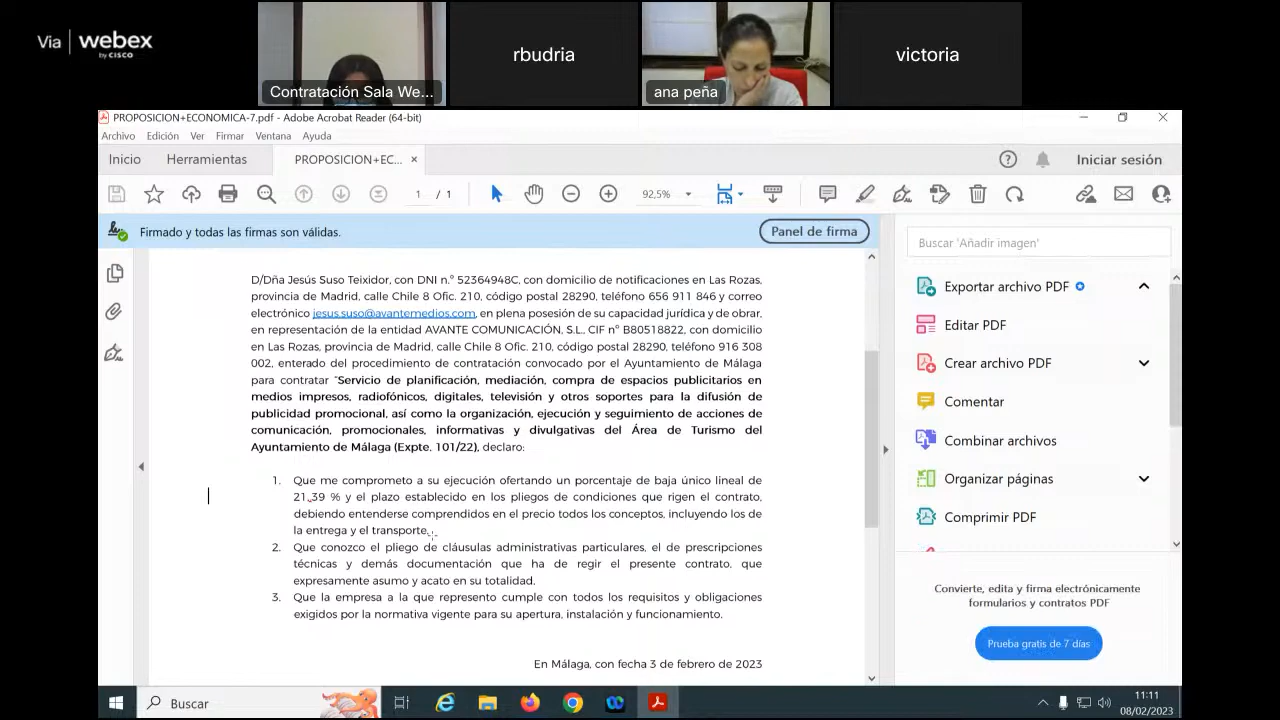 Via webex
by CISCO
Contratación Sala We...
rbudria
ana peña
victoria
PROPOSICION+ECONOMICA-7.pdf - Adobe Acrobat Reader (64-bit)
Archivo Edición Ver Firmar Ventana Ayuda
Inicio Herramientas PROPOSICION+EC... × Iniciar sesión
1 / 1 92,5%
Firmado y todas las firmas son válidas. Panel de firma
D/Dña Jesús Suso Teixidor, con DNI n.º 52364948C, con domicilio de notificaciones en Las Rozas,
provincia de Madrid, calle Chile 8 Ofic. 210, código postal 28290, teléfono 656 911 846 y correo
electrónico jesus.suso@avantemedios.com, en plena posesión de su capacidad jurídica y de obrar,
en representación de la entidad AVANTE COMUNICACIÓN, S.L., CIF nº B80518822, con domicilio
en Las Rozas, provincia de Madrid, calle Chile 8 Ofic. 210, código postal 28290, teléfono 916 308
002, enterado del procedimiento de contratación convocado por el Ayuntamiento de Málaga
para contratar “Servicio de planificación, mediación, compra de espacios publicitarios en
medios impresos, radiofónicos, digitales, televisión y otros soportes para la difusión de
publicidad promocional, así como la organización, ejecución y seguimiento de acciones de
comunicación, promocionales, informativas y divulgativas del Área de Turismo del
Ayuntamiento de Málaga (Expte. 101/22), declaro:
1. Que me comprometo a su ejecución ofertando un porcentaje de baja único lineal de
21,39 % y el plazo establecido en los pliegos de condiciones que rigen el contrato,
debiendo entenderse comprendidos en el precio todos los conceptos, incluyendo los de
la entrega y el transporte.
2. Que conozco el pliego de cláusulas administrativas particulares, el de prescripciones
técnicas y demás documentación que ha de regir el presente contrato, que
expresamente asumo y acato en su totalidad.
3. Que la empresa a la que represento cumple con todos los requisitos y obligaciones
exigidos por la normativa vigente para su apertura, instalación y funcionamiento.
En Málaga, con fecha 3 de febrero de 2023
Buscar 'Añadir imagen'
Exportar archivo PDF
Editar PDF
Crear archivo PDF
Comentar
Combinar archivos
Organizar páginas
Comprimir PDF
Convierte, edita y firma electrónicamente
formularios y contratos PDF
Prueba gratis de 7 días
Buscar
11:11
08/02/2023